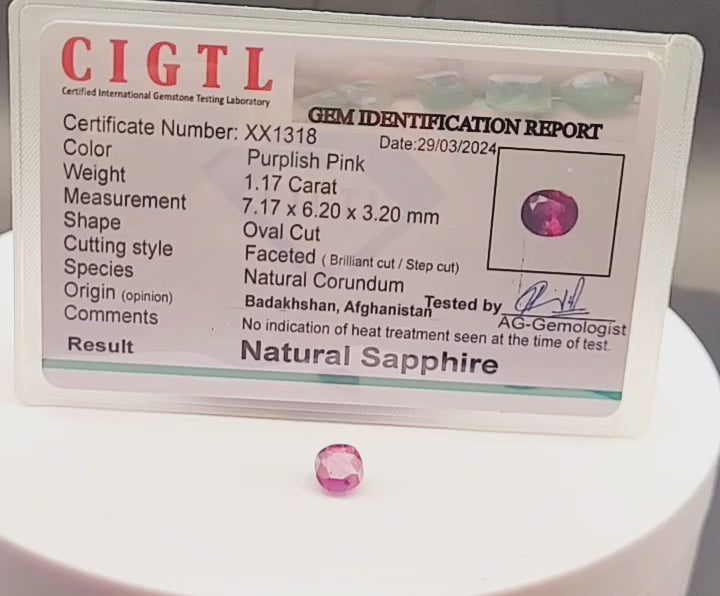 CIGTL
Certified International Gemstone Testing Laboratory
GEM IDENTIFICATION REPORT
Certificate Number: XX1318
Date:29/03/2024
Color Purplish Pink
Weight 1.17 Carat
Measurement 7.17 x 6.20 x 3.20 mm
Shape Oval Cut
Cutting style Faceted ( Brilliant cut / Step cut)
Species Natural Corundum
Origin (opinion) Badakhshan, Afghanistan
Tested by
AG-Gemologist
Comments No indication of heat treatment seen at the time of test.
Result Natural Sapphire